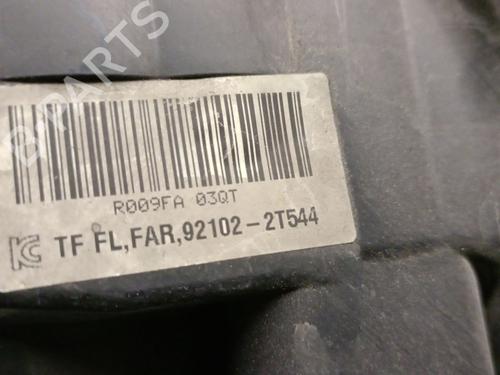 B-PARTS
R009FA 03QT
TF FL,FAR,92102-2T544